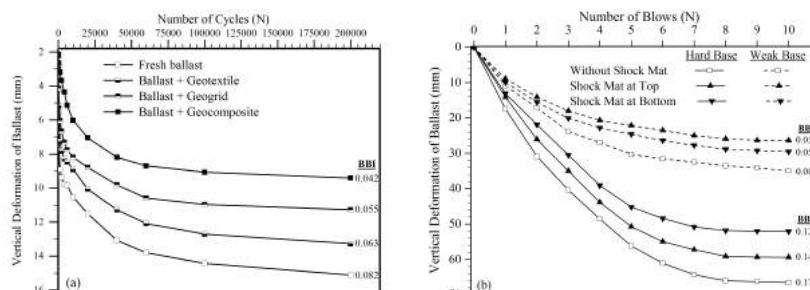 Number of Cycles (N)
0 25000 50000 75000 100000 125000 150000 175000 200000
Vertical Deformation of Ballast (mm)
2
4
6
8
10
12
14
16
Fresh ballast
Ballast + Geotextile
Ballast + Geogrid
Ballast + Geocomposite
BBI
0.042
0.055
0.063
0.082
(a)
Number of Blows (N)
0 1 2 3 4 5 6 7 8 9 10
Vertical Deformation of Ballast (mm)
0
10
20
30
40
50
60
Hard Base Weak Base
Without Shock Mat
Shock Mat at Top
Shock Mat at Bottom
(b)